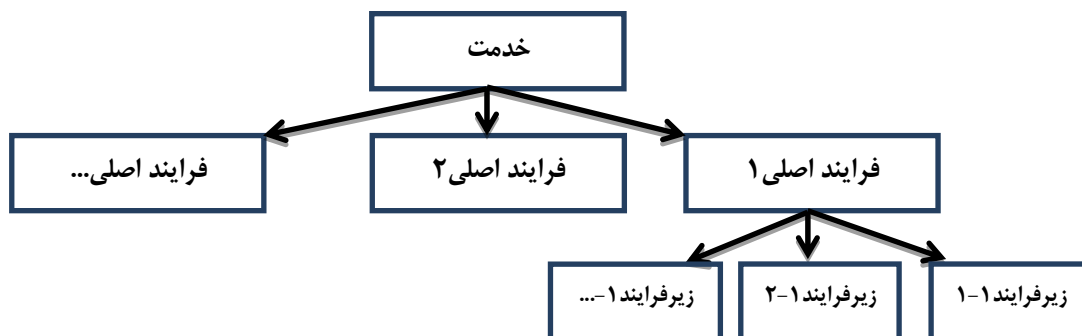 خدمت
فرایند اصلی۱
فرایند اصلی۲
فرایند اصلی...
زیرفرایند۱-۱
زیرفرایند۱-۲
زیرفرایند۱-...